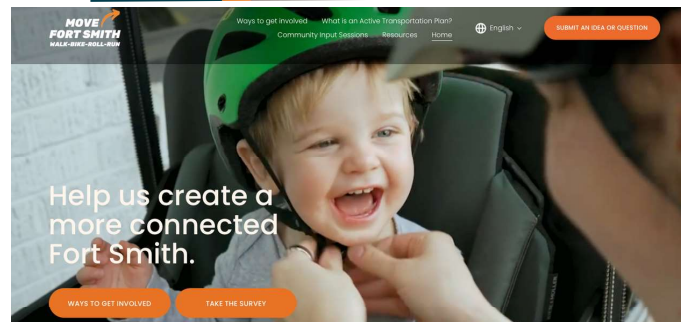 MOVE
FORT SMITH
WALK-BIKE-ROLL-RUN
Ways to get involved What is an Active Transportation Plan?
Community Input Sessions Resources Home
English
SUBMIT AN IDEA OR QUESTION
Help us create a
more connected
Fort Smith.
WAYS TO GET INVOLVED TAKE THE SURVEY